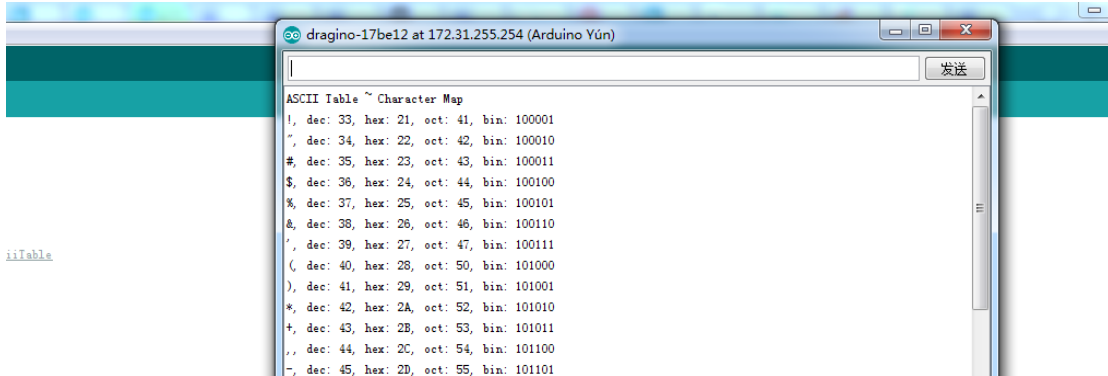 dragino-17be12 at 172.31.255.254 (Arduino Yún)
发送
ASCII Table ~ Character Map
!, dec: 33, hex: 21, oct: 41, bin: 100001
", dec: 34, hex: 22, oct: 42, bin: 100010
#, dec: 35, hex: 23, oct: 43, bin: 100011
$, dec: 36, hex: 24, oct: 44, bin: 100100
%, dec: 37, hex: 25, oct: 45, bin: 100101
&, dec: 38, hex: 26, oct: 46, bin: 100110
', dec: 39, hex: 27, oct: 47, bin: 100111
(, dec: 40, hex: 28, oct: 50, bin: 101000
), dec: 41, hex: 29, oct: 51, bin: 101001
*, dec: 42, hex: 2A, oct: 52, bin: 101010
+, dec: 43, hex: 2B, oct: 53, bin: 101011
,, dec: 44, hex: 2C, oct: 54, bin: 101100
-, dec: 45, hex: 2D, oct: 55, bin: 101101
iiTable